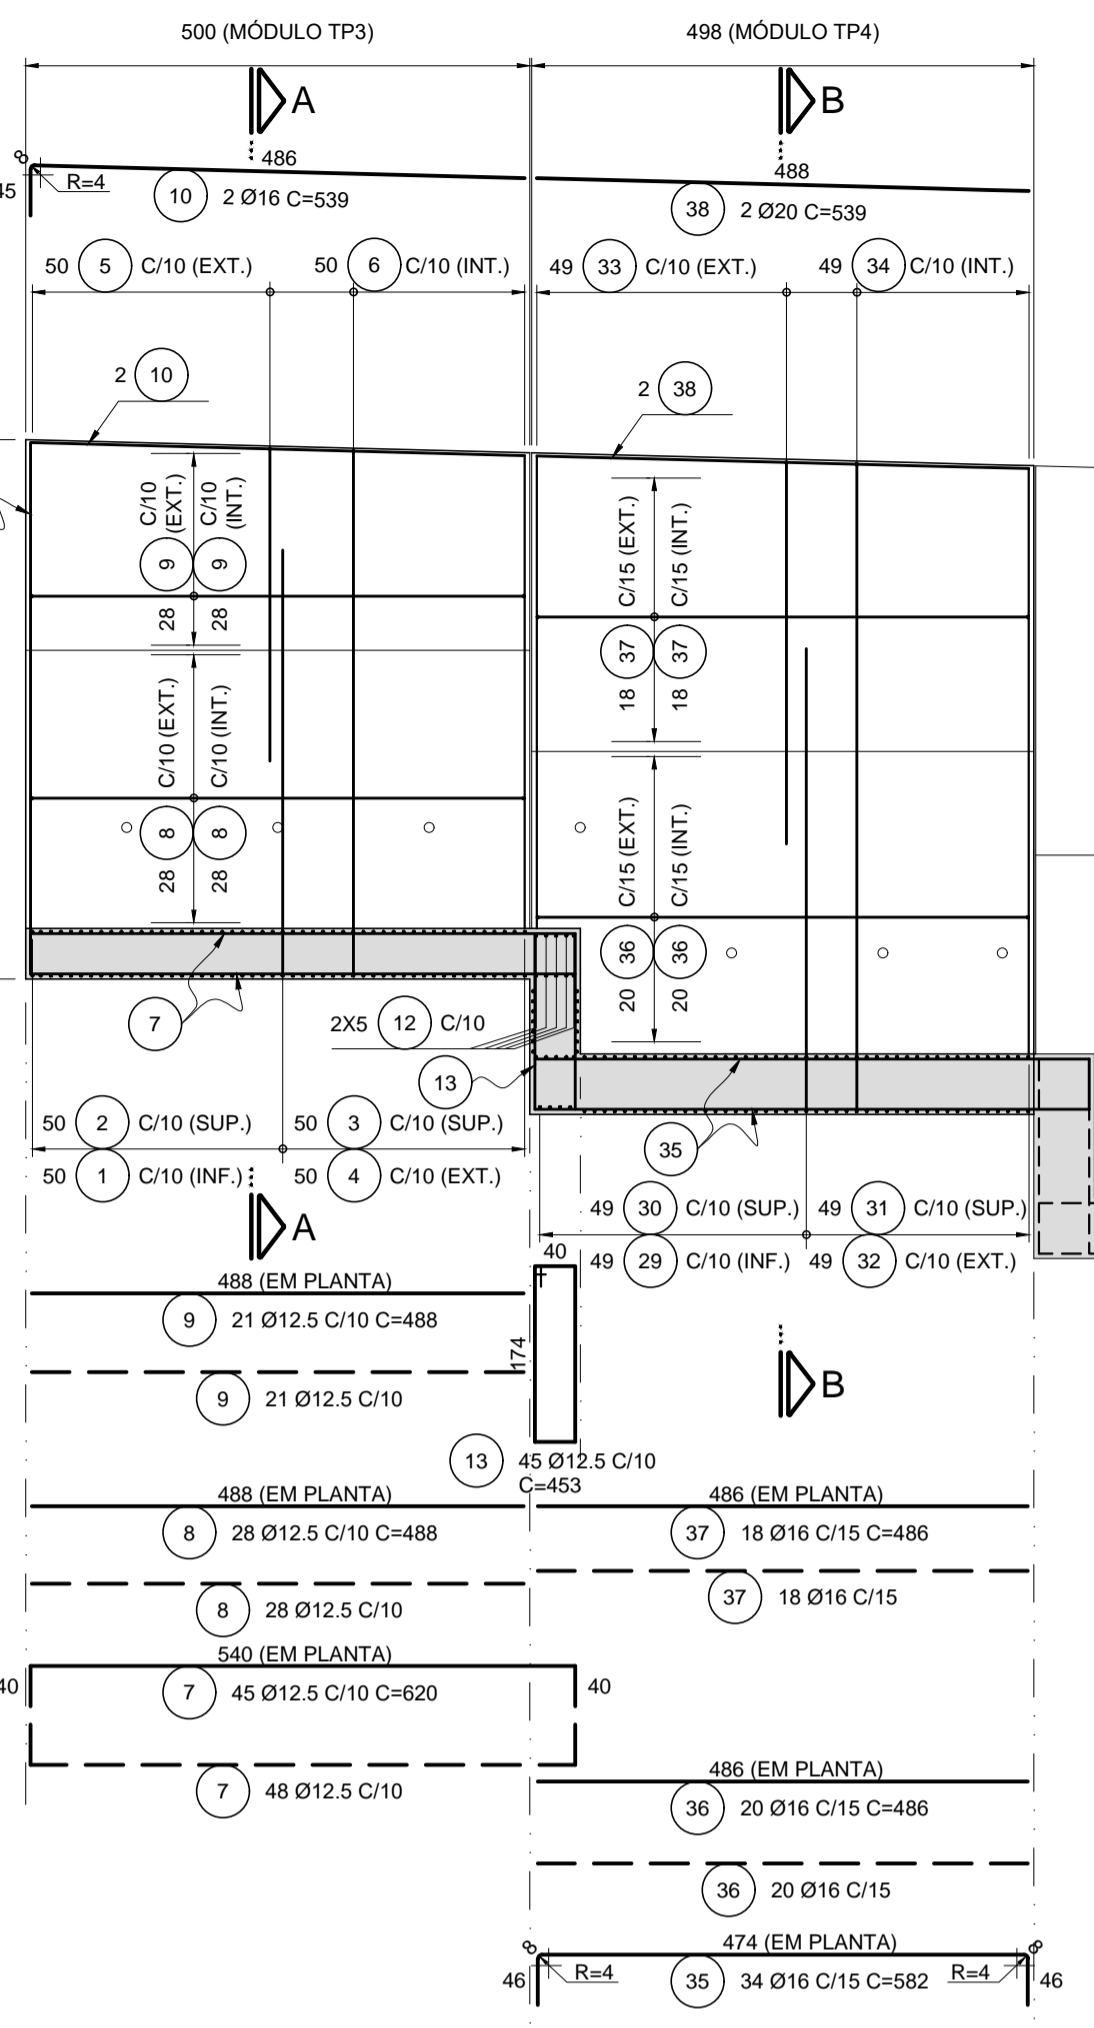 500 (MÓDULO TP3)
498 (MÓDULO TP4)
A
B
8
486
R=4
10 2 Ø16 C=539
488
38 2 Ø20 C=539
50 5 C/10 (EXT.)
50 6 C/10 (INT.)
49 33 C/10 (EXT.)
49 34 C/10 (INT.)
2 10
2 38
28 9 C/10 (EXT.)
28 9 C/10 (INT.)
18 37 C/15 (EXT.)
18 37 C/15 (INT.)
28 8 C/10 (EXT.)
28 8 C/10 (INT.)
20 36 C/15 (EXT.)
20 36 C/15 (INT.)
7
2X5 12 C/10
13
50 2 C/10 (SUP.)
50 3 C/10 (SUP.)
50 1 C/10 (INF.)
50 4 C/10 (EXT.)
35
49 30 C/10 (SUP.)
49 31 C/10 (SUP.)
49 29 C/10 (INF.)
49 32 C/10 (EXT.)
A
B
488 (EM PLANTA)
9 21 Ø12.5 C/10 C=488
9 21 Ø12.5 C/10
40
174
13 45 Ø12.5 C/10
C=453
488 (EM PLANTA)
8 28 Ø12.5 C/10 C=488
8 28 Ø12.5 C/10
486 (EM PLANTA)
37 18 Ø16 C/15 C=486
37 18 Ø16 C/15
540 (EM PLANTA)
40
7 45 Ø12.5 C/10 C=620
40
7 48 Ø12.5 C/10
486 (EM PLANTA)
36 20 Ø16 C/15 C=486
36 20 Ø16 C/15
8
474 (EM PLANTA)
8
46
R=4
35 34 Ø16 C/15 C=582
R=4
46